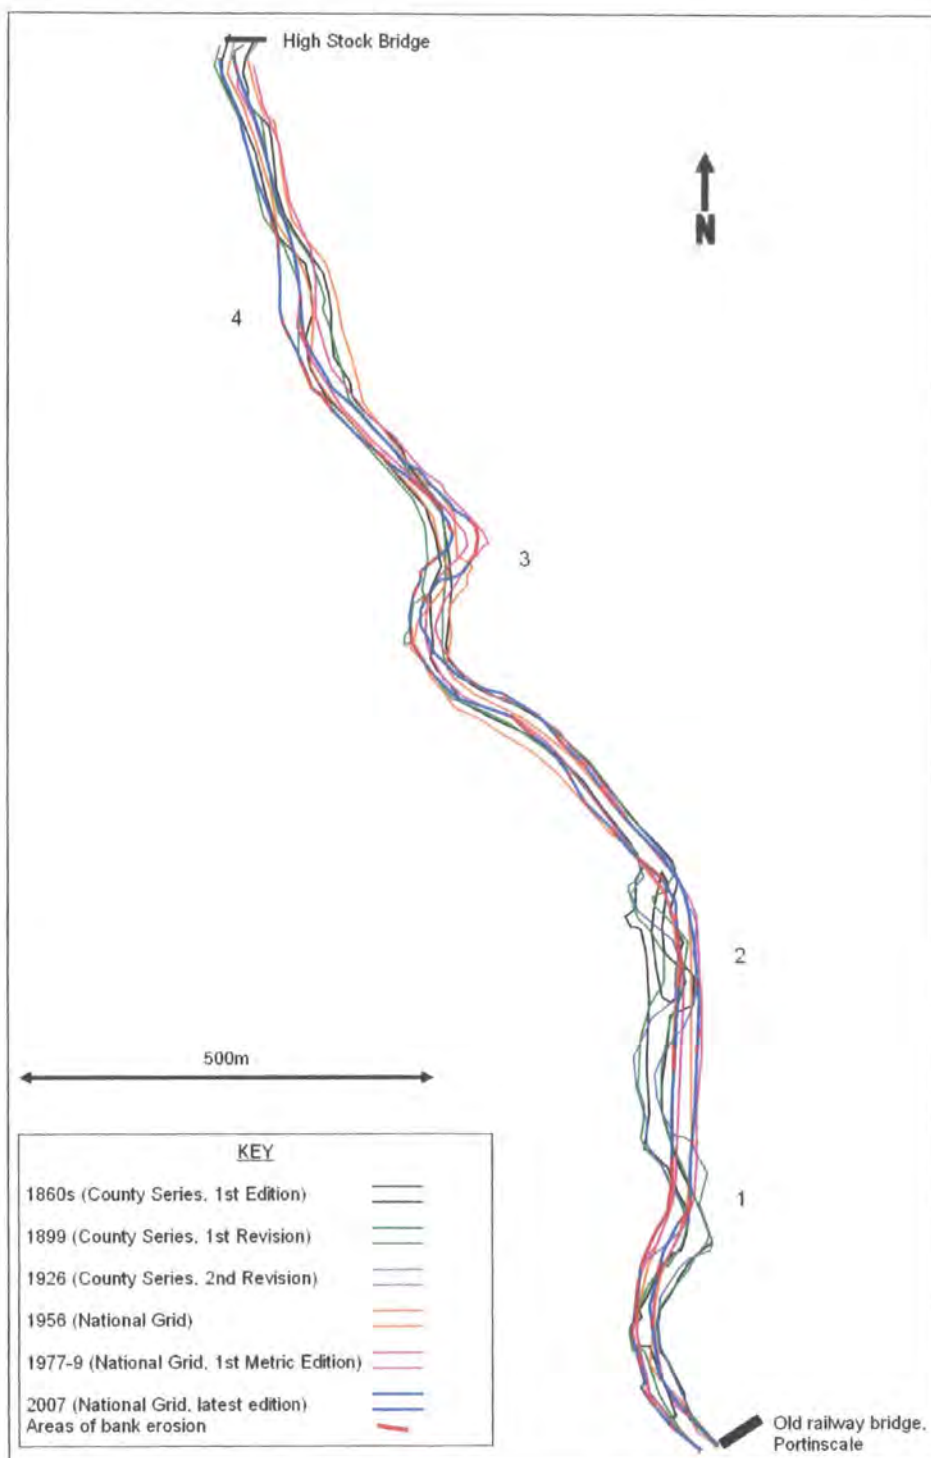 High Stock Bridge
N
4
3
2
500m
1
KEY
1860s (County Series, 1st Edition)
1899 (County Series, 1st Revision)
1926 (County Series, 2nd Revision)
1956 (National Grid)
1977-9 (National Grid, 1st Metric Edition)
2007 (National Grid, latest edition)
Areas of bank erosion
Old railway bridge,
Portinscale